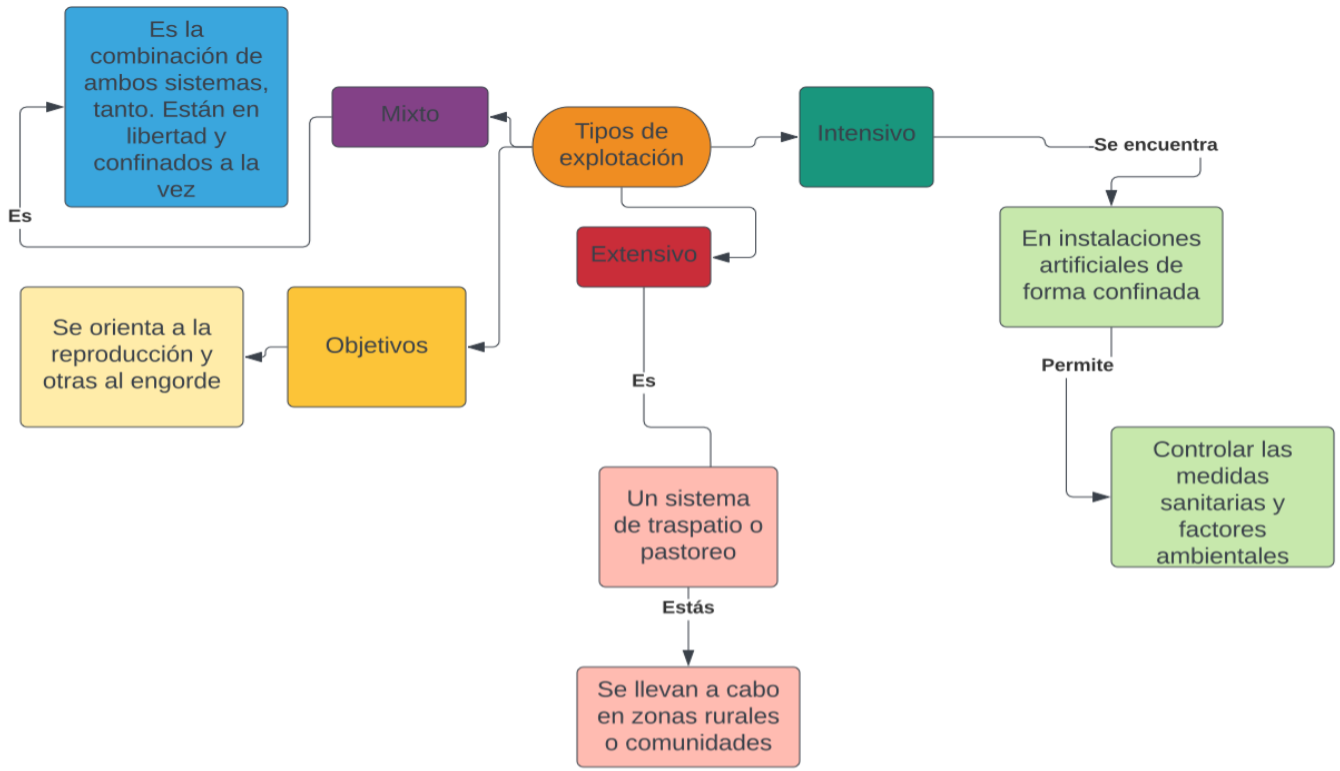 Tipos de
explotación
Mixto
Es
Es la
combinación de
ambos sistemas,
tanto. Están en
libertad y
confinados a la
vez
Objetivos
Se orienta a la
reproducción y
otras al engorde
Extensivo
Es
Un sistema
de traspatio o
pastoreo
Estás
Se llevan a cabo
en zonas rurales
o comunidades
Intensivo
Se encuentra
En instalaciones
artificiales de
forma confinada
Permite
Controlar las
medidas
sanitarias y
factores
ambientales